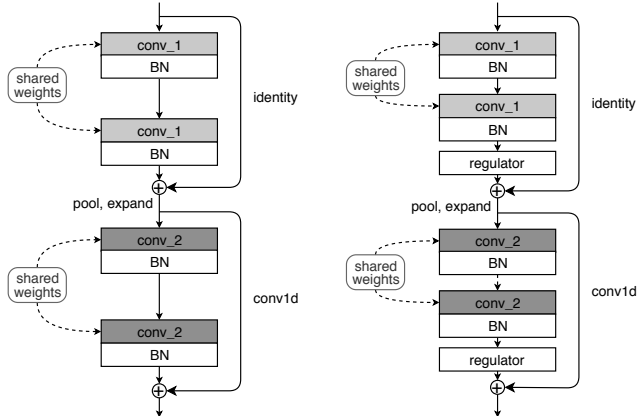 conv_1
BN
shared
weights
identity
conv_1
BN
pool, expand
conv_2
BN
shared
weights
conv1d
conv_2
BN
conv_1
BN
shared
weights
conv_1
identity
BN
regulator
pool, expand
conv_2
BN
shared
weights
conv1d
conv_2
BN
regulator